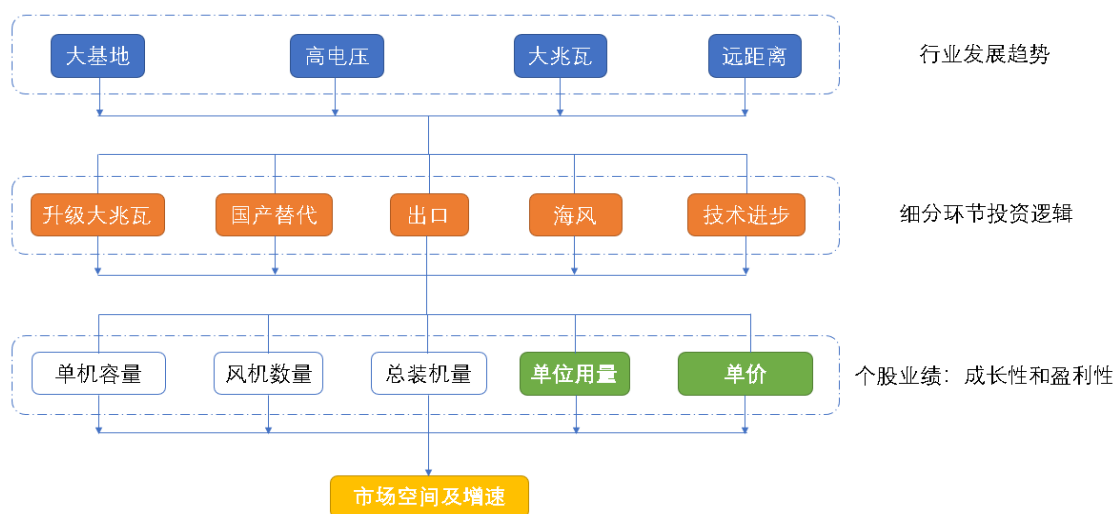 大基地
高电压
大兆瓦
远距离
行业发展趋势
升级大兆瓦
国产替代
出口
海风
技术进步
细分环节投资逻辑
单机容量
风机数量
总装机量
单位用量
单价
个股业绩：成长性和盈利性
市场空间及增速